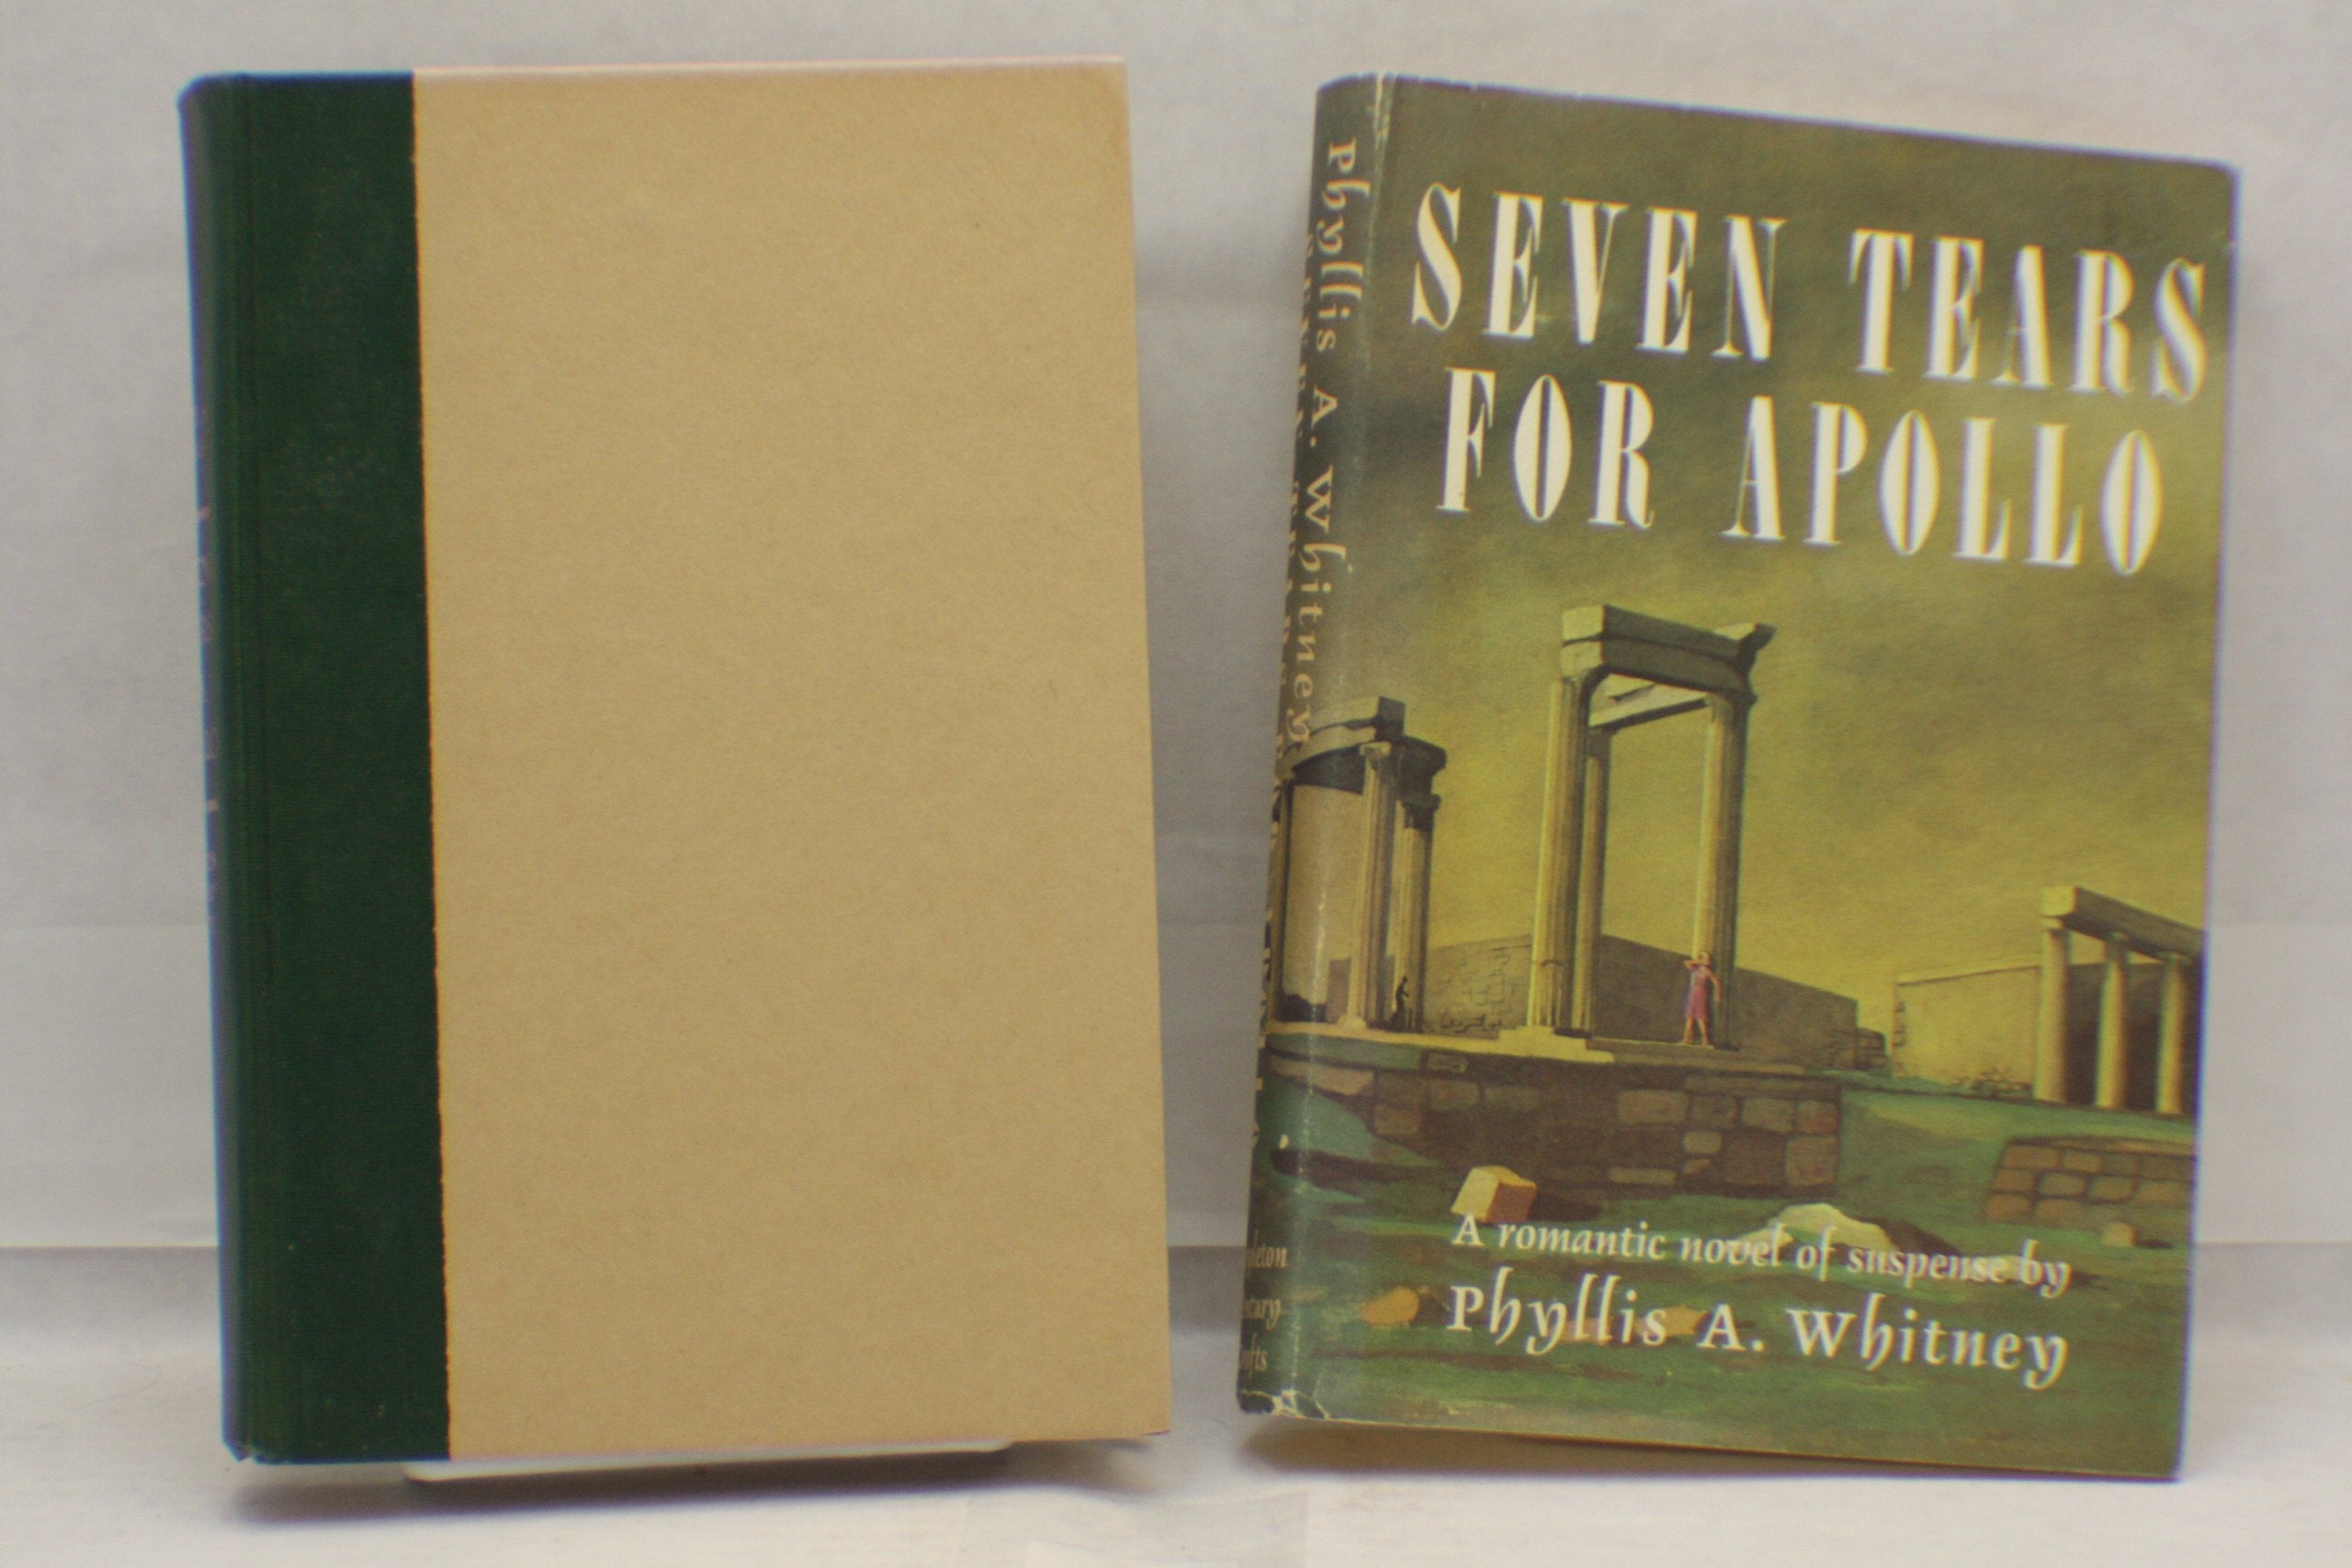 Phyllis A. Whitney
SEVEN TEARS
FOR APOLLO
A romantic novel of suspense by
Phyllis A. Whitney